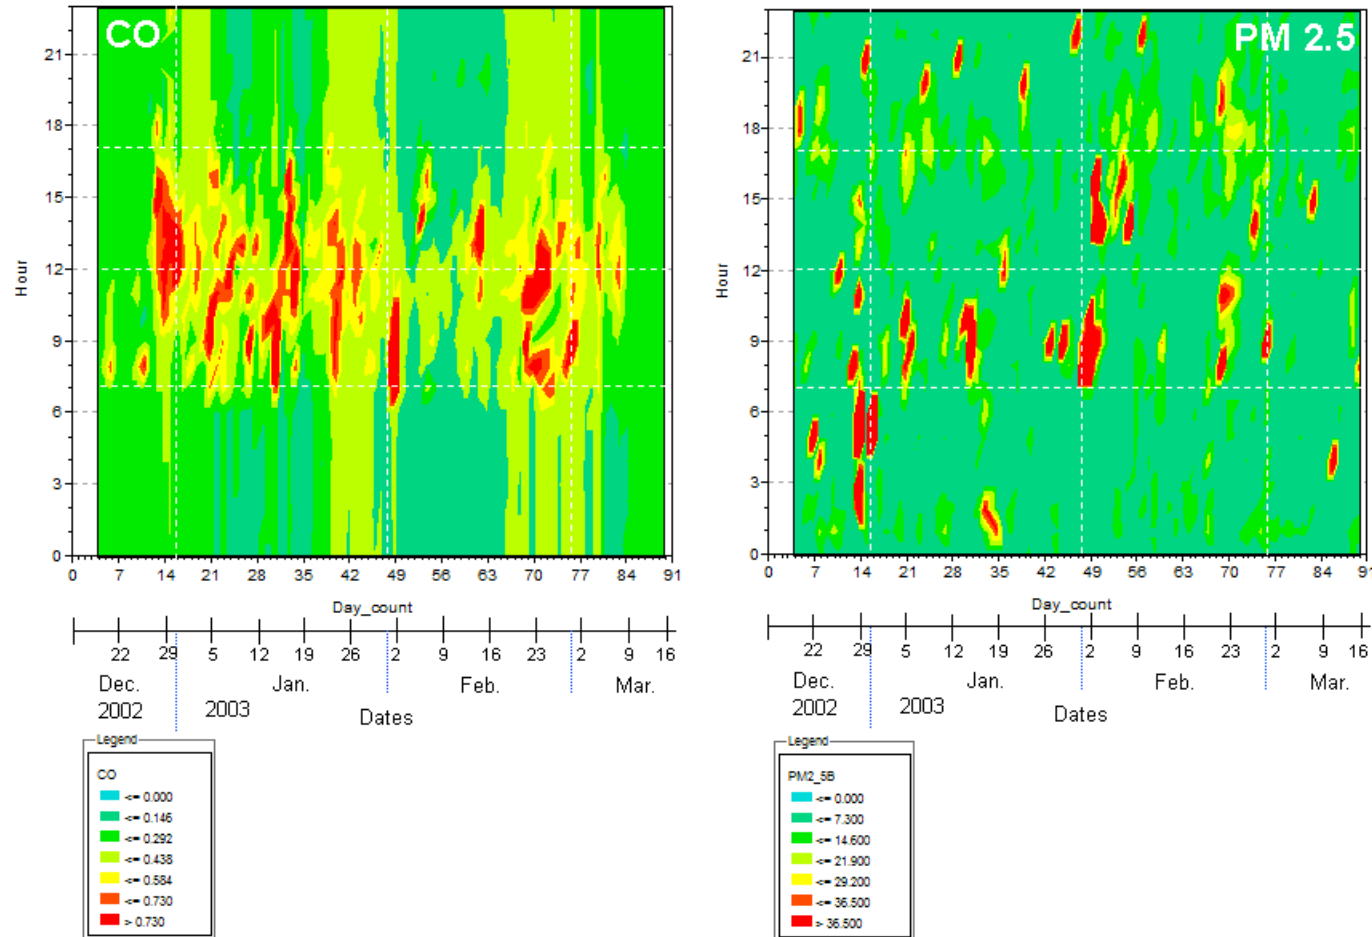 CO
21
18
15
12
9
6
3
0
Hour
0 7 14 21 28 35 42 49 56 63 70 77 84 91
Day_count
22 29 5 12 19 26 2 9 16 23 2 9 16
Dec. Jan. Feb. Mar.
2002 2003 Dates
Legend
CO
<= 0.000
<= 0.146
<= 0.292
<= 0.438
<= 0.584
<= 0.730
> 0.730
PM 2.5
21
18
15
12
9
6
3
0
Hour
0 7 14 21 28 35 42 49 56 63 70 77 84 91
Day_count
22 29 5 12 19 26 2 9 16 23 2 9 16
Dec. Jan. Feb. Mar.
2002 2003 Dates
Legend
PM2_5B
<= 0.000
<= 7.300
<= 14.600
<= 21.900
<= 29.200
<= 36.500
> 36.500